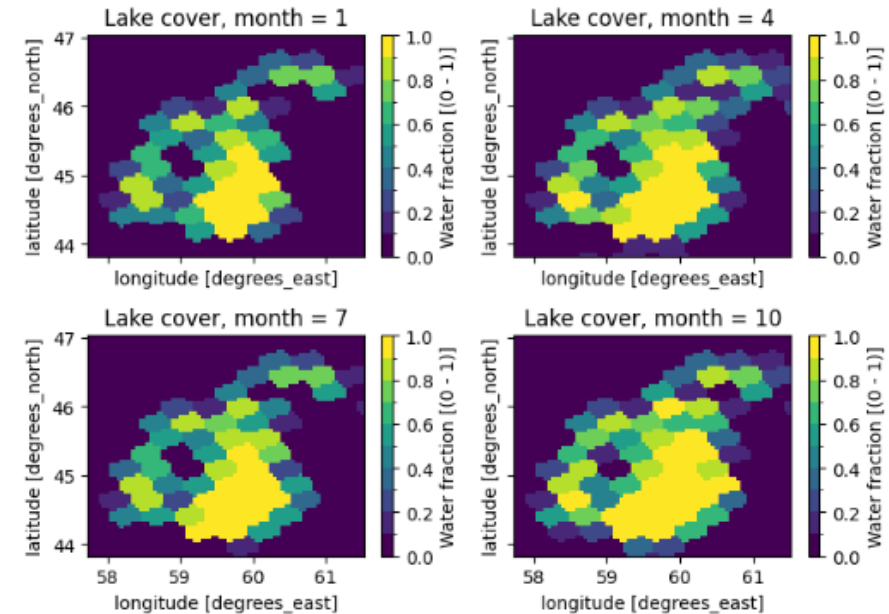 Lake cover, month = 1
47
46
45
44
latitude [degrees_north]
longitude [degrees_east]
1.0
0.8
0.6
0.4
0.2
0.0
Water fraction [(0 - 1)]
Lake cover, month = 4
47
46
45
44
latitude [degrees_north]
longitude [degrees_east]
1.0
0.8
0.6
0.4
0.2
0.0
Water fraction [(0 - 1)]
Lake cover, month = 7
47
46
45
44
latitude [degrees_north]
58 59 60 61
longitude [degrees_east]
1.0
0.8
0.6
0.4
0.2
0.0
Water fraction [(0 - 1)]
Lake cover, month = 10
47
46
45
44
latitude [degrees_north]
58 59 60 61
longitude [degrees_east]
1.0
0.8
0.6
0.4
0.2
0.0
Water fraction [(0 - 1)]